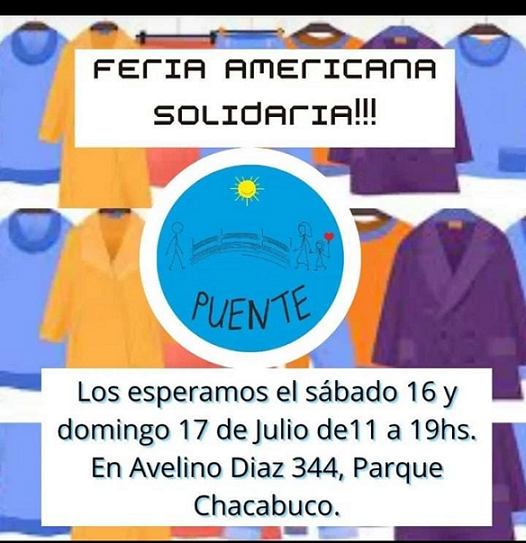 FERIA AMERICANA
SOLIDARIA!!!
PUENTE
Los esperamos el sábado 16 y
domingo 17 de Julio de11 a 19hs.
En Avelino Diaz 344, Parque
Chacabuco.